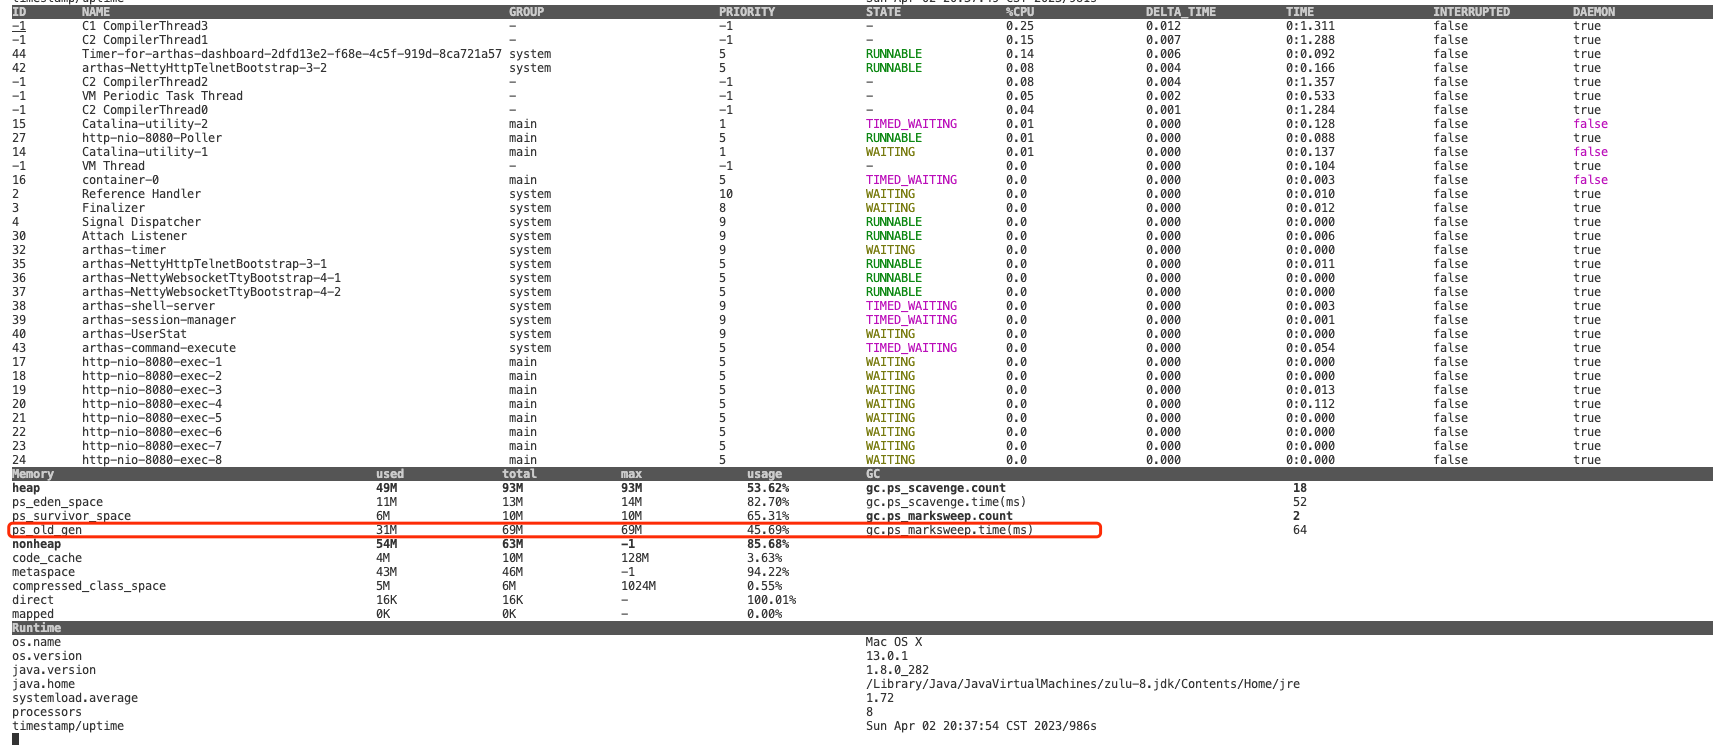 timestamp/uptime Sun Apr 02 20:37:49 CST 2023/981s
ID NAME GROUP PRIORITY STATE %CPU DELTA_TIME TIME INTERRUPTED DAEMON
-1 C1 CompilerThread3 - -1 - 0.25 0.012 0:1.311 false true
-1 C2 CompilerThread1 - -1 - 0.15 0.007 0:1.288 false true
44 Timer-for-arthas-dashboard-2dfd13e2-f68e-4c5f-919d-8ca721a57 system 5 RUNNABLE 0.14 0.006 0:0.092 false true
42 arthas-NettyHttpTelnetBootstrap-3-2 system 5 RUNNABLE 0.08 0.004 0:0.166 false true
-1 C2 CompilerThread2 - -1 - 0.08 0.004 0:1.357 false true
-1 VM Periodic Task Thread - -1 - 0.05 0.002 0:0.533 false true
-1 C2 CompilerThread0 - -1 - 0.04 0.001 0:1.284 false true
15 Catalina-utility-2 main 1 TIMED_WAITING 0.01 0.000 0:0.128 false false
27 http-nio-8080-Poller main 5 RUNNABLE 0.01 0.000 0:0.088 false true
14 Catalina-utility-1 main 1 WAITING 0.01 0.000 0:0.137 false false
-1 VM Thread - -1 - 0.0 0.000 0:0.104 false true
16 container-0 main 5 TIMED_WAITING 0.0 0.000 0:0.003 false false
2 Reference Handler system 10 WAITING 0.0 0.000 0:0.010 false true
3 Finalizer system 8 WAITING 0.0 0.000 0:0.012 false true
4 Signal Dispatcher system 9 RUNNABLE 0.0 0.000 0:0.000 false true
30 Attach Listener system 9 RUNNABLE 0.0 0.000 0:0.006 false true
32 arthas-timer system 9 WAITING 0.0 0.000 0:0.000 false true
35 arthas-NettyHttpTelnetBootstrap-3-1 system 5 RUNNABLE 0.0 0.000 0:0.011 false true
36 arthas-NettyWebsocketTtyBootstrap-4-1 system 5 RUNNABLE 0.0 0.000 0:0.000 false true
37 arthas-NettyWebsocketTtyBootstrap-4-2 system 5 RUNNABLE 0.0 0.000 0:0.000 false true
38 arthas-shell-server system 9 TIMED_WAITING 0.0 0.000 0:0.003 false true
39 arthas-session-manager system 9 TIMED_WAITING 0.0 0.000 0:0.001 false true
40 arthas-UserStat system 9 WAITING 0.0 0.000 0:0.000 false true
43 arthas-command-execute system 5 TIMED_WAITING 0.0 0.000 0:0.054 false true
17 http-nio-8080-exec-1 main 5 WAITING 0.0 0.000 0:0.000 false true
18 http-nio-8080-exec-2 main 5 WAITING 0.0 0.000 0:0.000 false true
19 http-nio-8080-exec-3 main 5 WAITING 0.0 0.000 0:0.013 false true
20 http-nio-8080-exec-4 main 5 WAITING 0.0 0.000 0:0.112 false true
21 http-nio-8080-exec-5 main 5 WAITING 0.0 0.000 0:0.000 false true
22 http-nio-8080-exec-6 main 5 WAITING 0.0 0.000 0:0.000 false true
23 http-nio-8080-exec-7 main 5 WAITING 0.0 0.000 0:0.000 false true
24 http-nio-8080-exec-8 main 5 WAITING 0.0 0.000 0:0.000 false true
Memory used total max usage GC
heap 49M 93M 93M 53.62% gc.ps_scavenge.count 18
ps_eden_space 11M 13M 14M 82.70% gc.ps_scavenge.time(ms) 52
ps_survivor_space 6M 10M 10M 65.31% gc.ps_marksweep.count 2
ps_old_gen 31M 69M 69M 45.69% gc.ps_marksweep.time(ms) 64
nonheap 54M 63M -1 85.68%
code_cache 4M 10M 128M 3.63%
metaspace 43M 46M -1 94.22%
compressed_class_space 5M 6M 1024M 0.55%
direct 16K 16K - 100.01%
mapped 0K 0K - 0.00%
Runtime
os.name Mac OS X
os.version 13.0.1
java.version 1.8.0_282
java.home /Library/Java/JavaVirtualMachines/zulu-8.jdk/Contents/Home/jre
systemload.average 1.72
processors 8
timestamp/uptime Sun Apr 02 20:37:54 CST 2023/986s